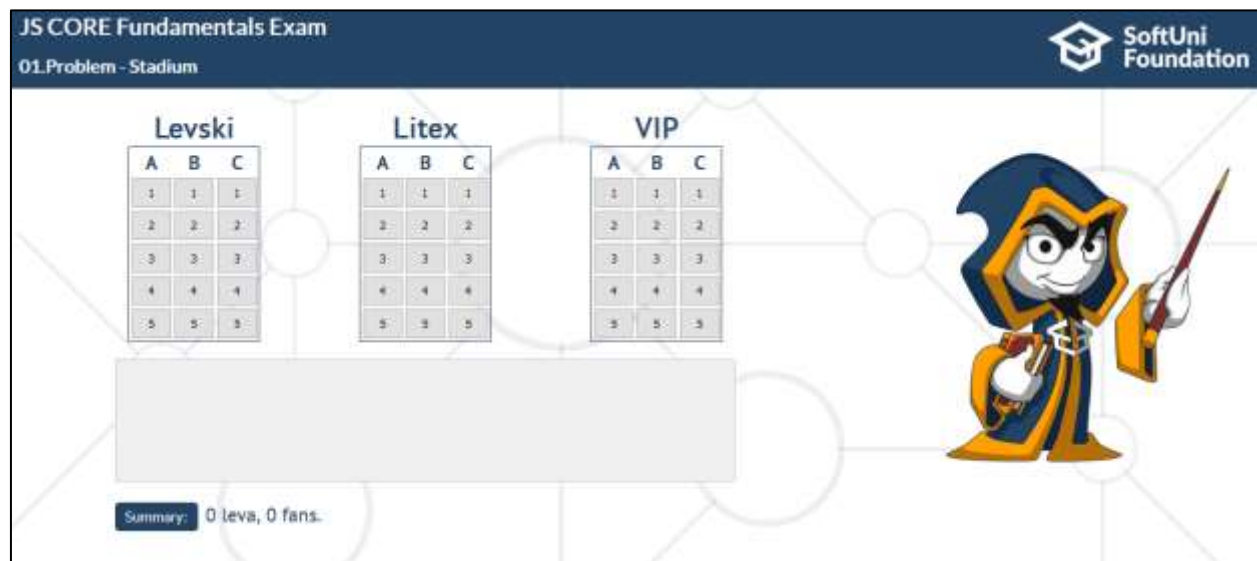 JS CORE Fundamentals Exam
01.Problem - Stadium
SoftUni
Foundation
Levski Litex VIP
A B C A B C A B C
1 1 1 1 1 1 1 1 1
2 2 2 2 2 2 2 2 2
3 3 3 3 3 3 3 3 3
4 4 4 4 4 4 4 4 4
5 5 5 5 5 5 5 5 5
Summary: 0 leva, 0 fans.